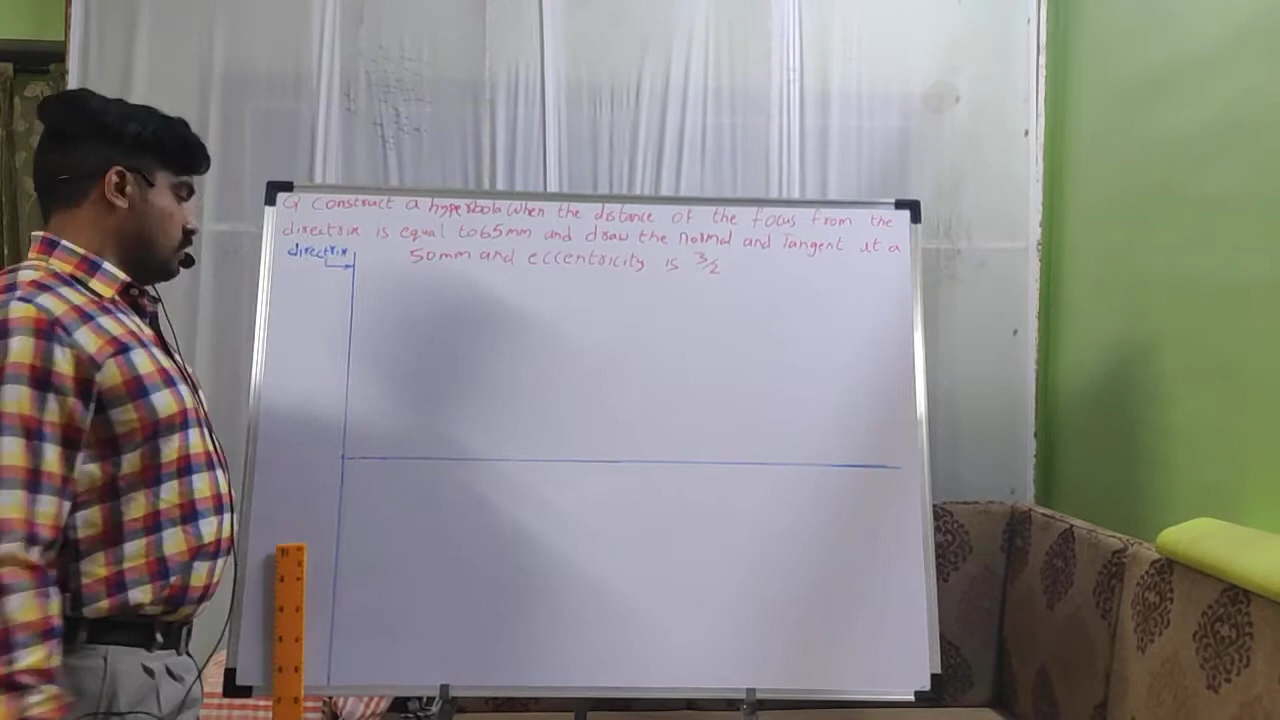 Q Construct a hyperbola when the distance of the focus from the
directrix is equal to 65mm and draw the Normal and Tangent at a
directrix
50mm and eccentricity is 3/2